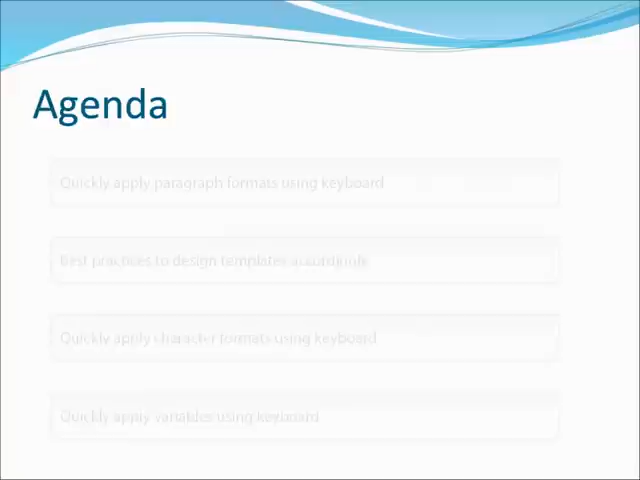 Agenda
Quickly apply paragraph formats using keyboard
Best practices to design templates accordingly
Quickly apply character formats using keyboard
Quickly apply variables using keyboard